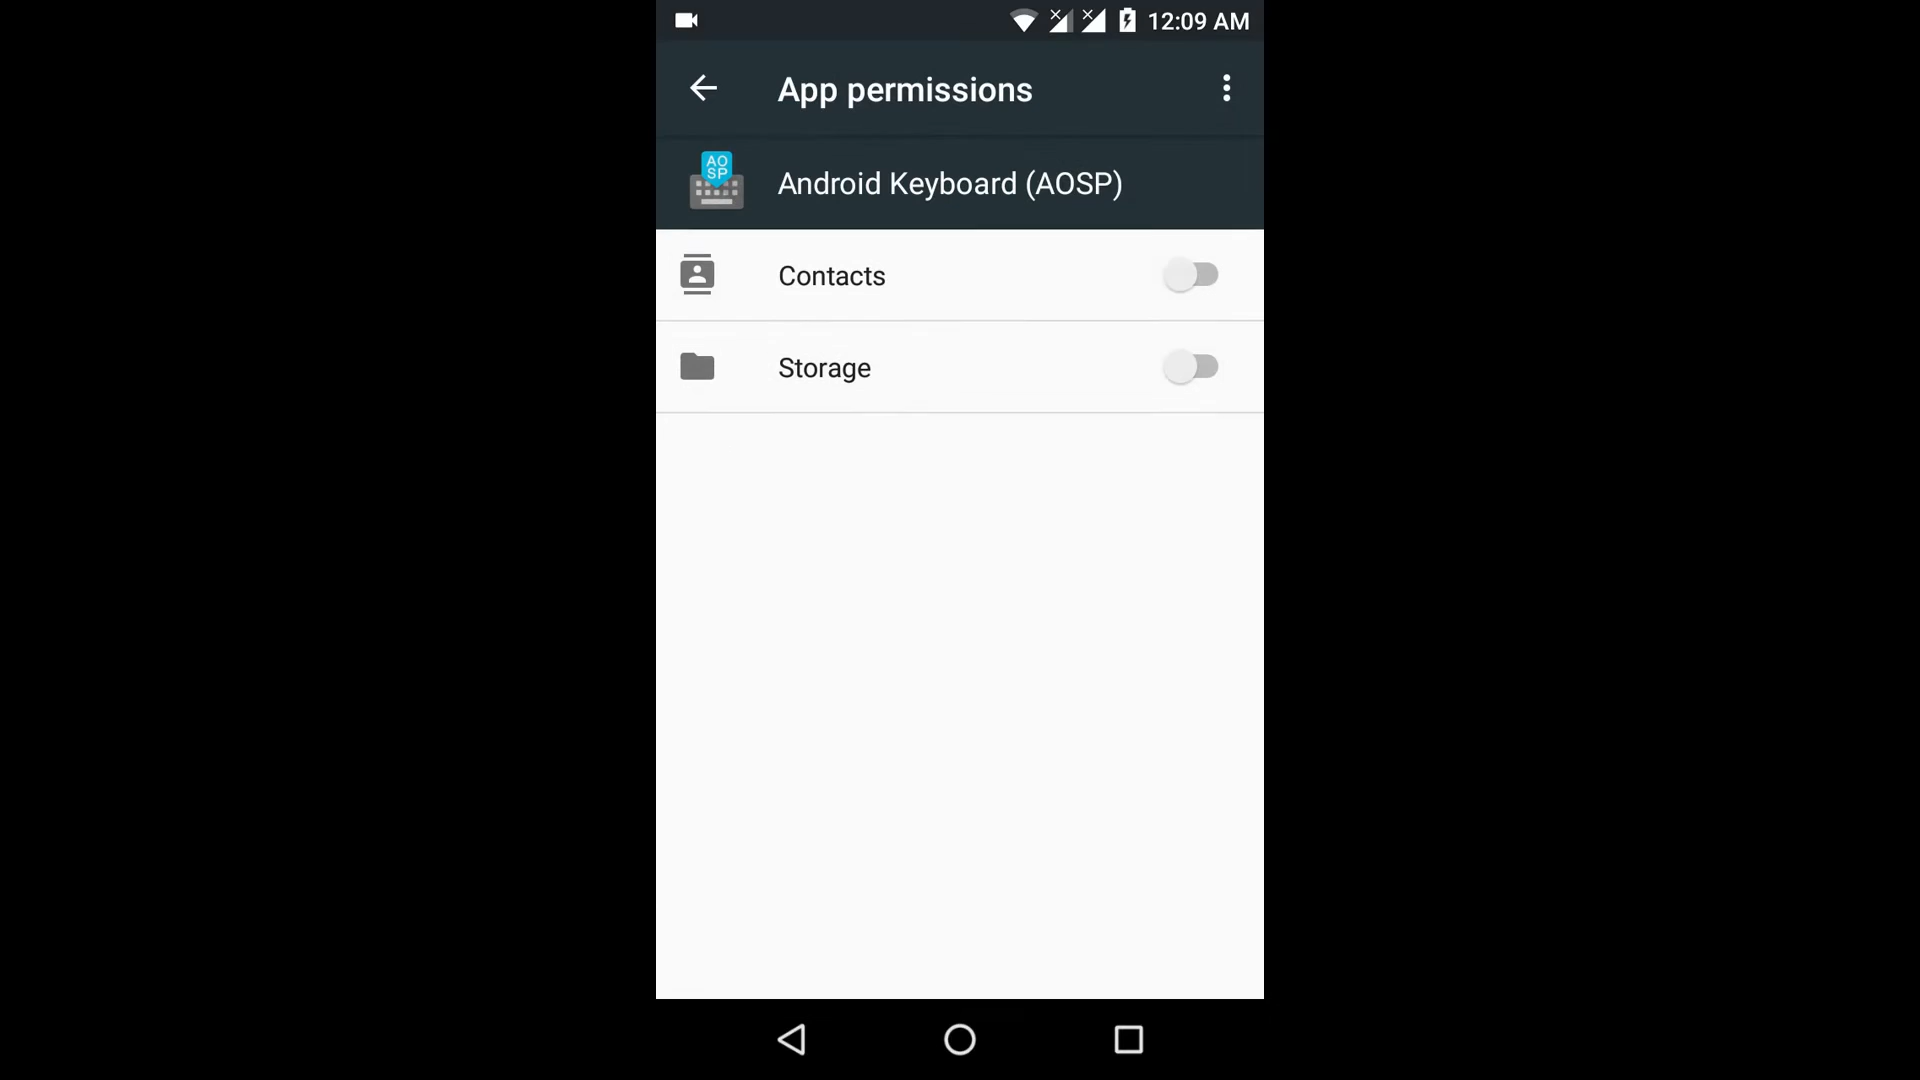 12:09 AM
App permissions
AO
SP
Android Keyboard (AOSP)
Contacts
Storage